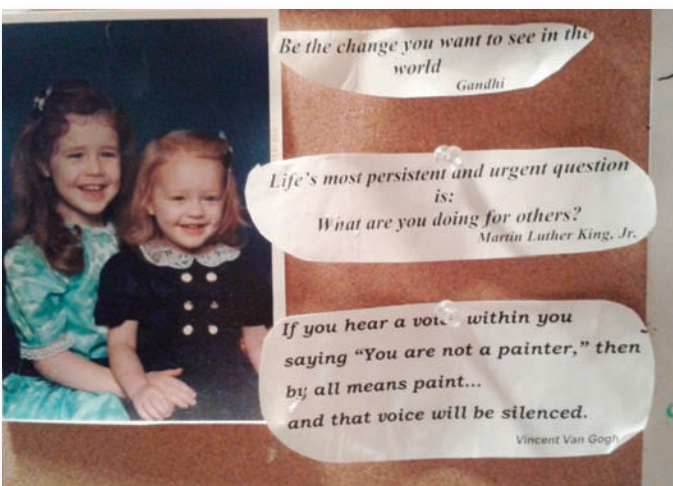 Be the change you want to see in the
world
Gandhi
Life's most persistent and urgent question
is:
What are you doing for others?
Martin Luther King, Jr.
If you hear a voice within you
saying “You are not a painter,” then
by all means paint...
and that voice will be silenced.
Vincent Van Gogh